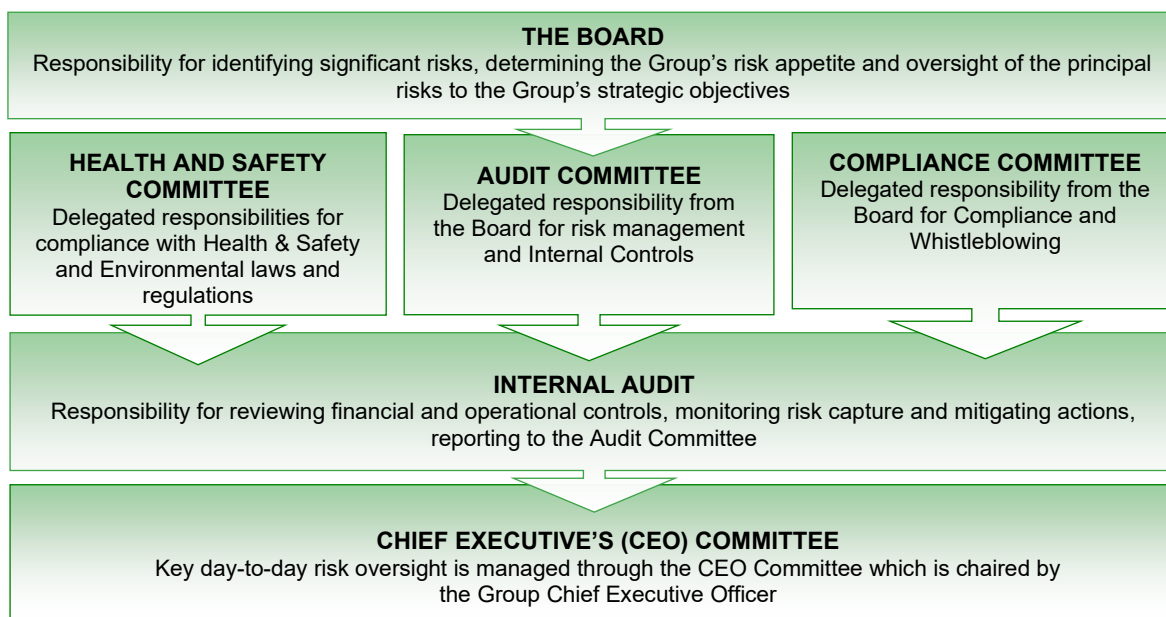 THE BOARD
Responsibility for identifying significant risks, determining the Group’s risk appetite and oversight of the principal
risks to the Group’s strategic objectives
HEALTH AND SAFETY
COMMITTEE
Delegated responsibilities for
compliance with Health & Safety
and Environmental laws and
regulations
AUDIT COMMITTEE
Delegated responsibility from
the Board for risk management
and Internal Controls
COMPLIANCE COMMITTEE
Delegated responsibility from the
Board for Compliance and
Whistleblowing
INTERNAL AUDIT
Responsibility for reviewing financial and operational controls, monitoring risk capture and mitigating actions,
reporting to the Audit Committee
CHIEF EXECUTIVE’S (CEO) COMMITTEE
Key day-to-day risk oversight is managed through the CEO Committee which is chaired by
the Group Chief Executive Officer